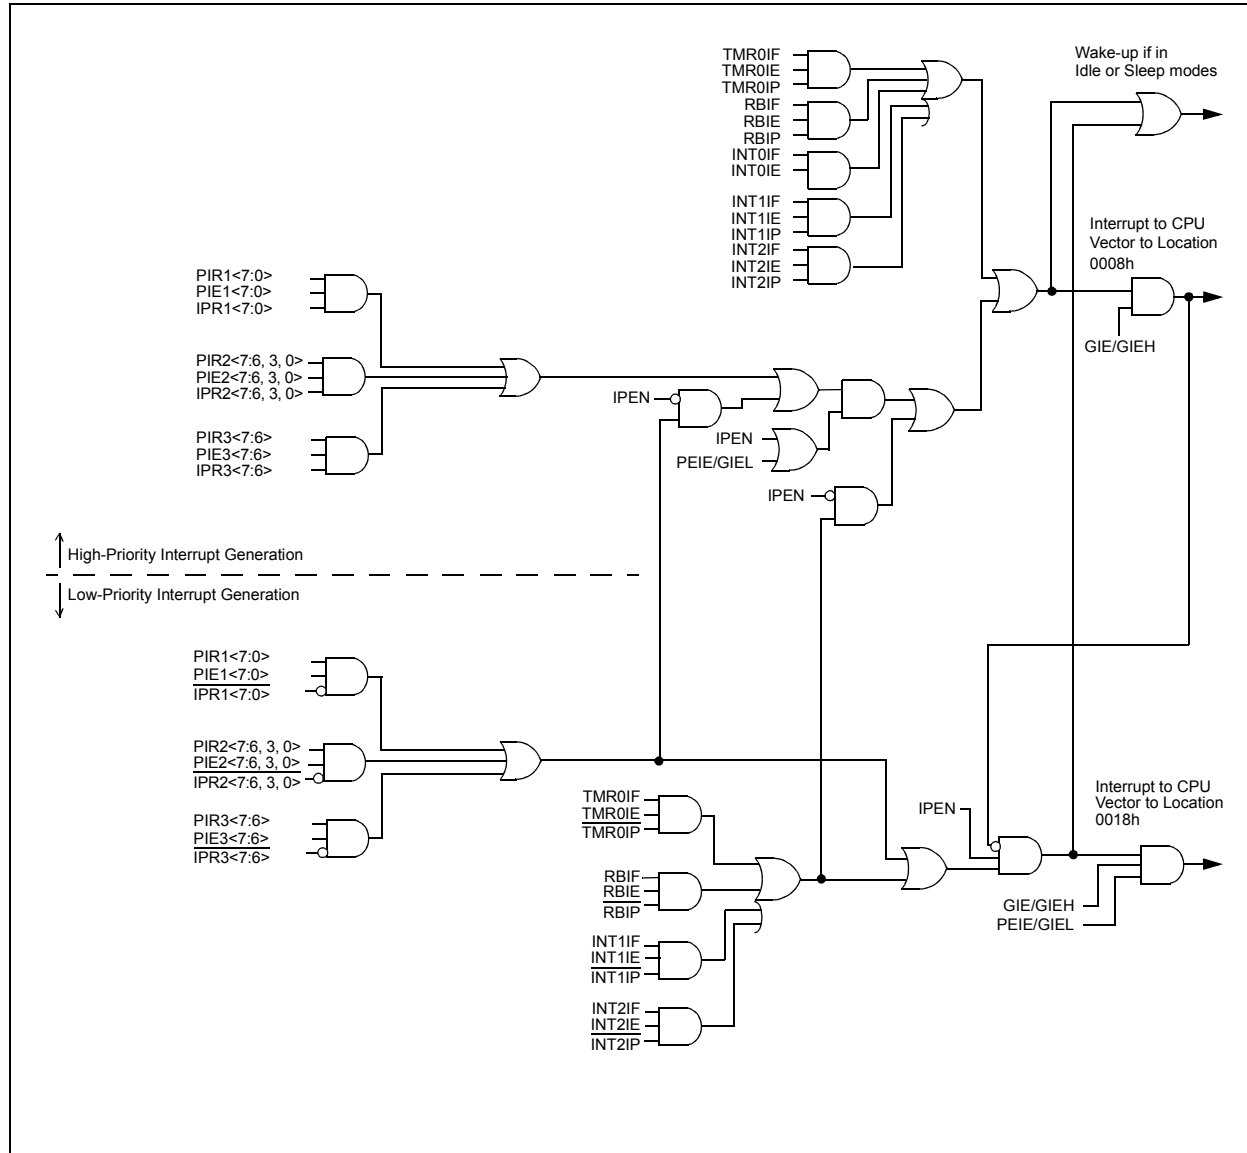 TMR0IF
TMR0IE
TMR0IP
RBIF
RBIE
RBIP
INT0IF
INT0IE
INT1IF
INT1IE
INT1IP
INT2IF
INT2IE
INT2IP
Wake-up if in
Idle or Sleep modes
Interrupt to CPU
Vector to Location
0008h
GIE/GIEH
PIR1<7:0>
PIE1<7:0>
IPR1<7:0>
PIR2<7:6, 3, 0>
PIE2<7:6, 3, 0>
IPR2<7:6, 3, 0>
PIR3<7:6>
PIE3<7:6>
IPR3<7:6>
IPEN
IPEN
PEIE/GIEL
IPEN
High-Priority Interrupt Generation
Low-Priority Interrupt Generation
PIR1<7:0>
PIE1<7:0>
IPR1<7:0>
PIR2<7:6, 3, 0>
PIE2<7:6, 3, 0>
IPR2<7:6, 3, 0>
PIR3<7:6>
PIE3<7:6>
IPR3<7:6>
TMR0IF
TMR0IE
TMR0IP
RBIF
RBIE
RBIP
INT1IF
INT1IE
INT1IP
INT2IF
INT2IE
INT2IP
IPEN
Interrupt to CPU
Vector to Location
0018h
GIE/GIEH
PEIE/GIEL